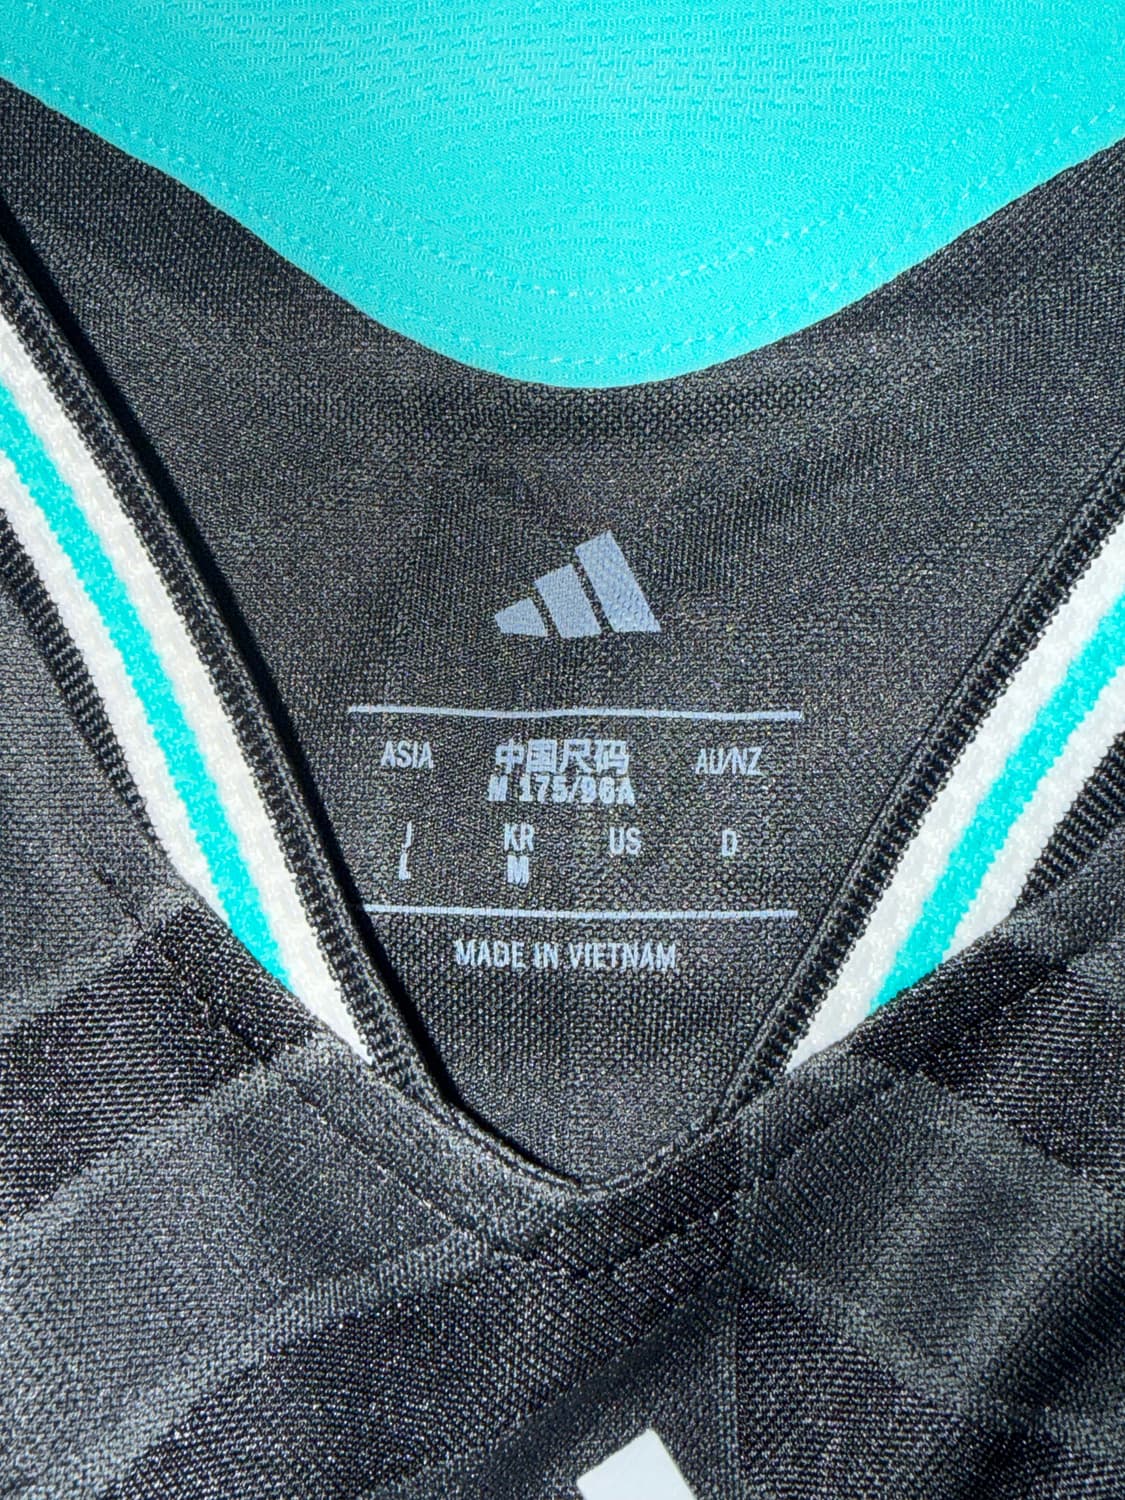 ASIA 中国尺码 AU/NZ
M 175/96A
J KR US D
L M
MADE IN VIETNAM